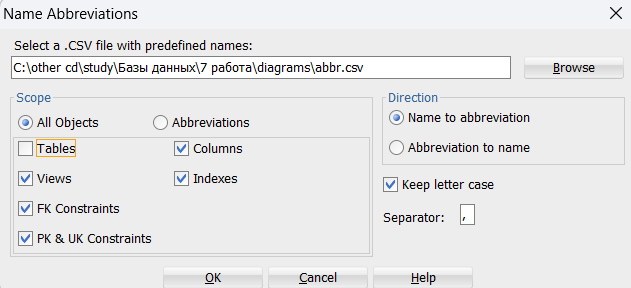 Name Abbreviations
Select a .CSV file with predefined names:
C:\other cd\study\Базы данных\7 работа\diagrams\abbr.csv
Browse
Scope
All Objects
Abbreviations
Tables
Columns
Views
Indexes
FK Constraints
PK & UK Constraints
Direction
Name to abbreviation
Abbreviation to name
Keep letter case
Separator: ,
OK
Cancel
Help